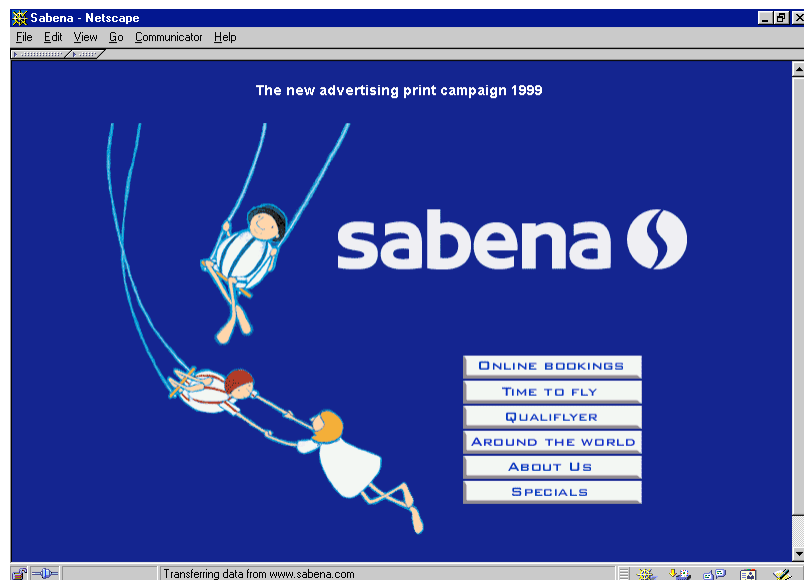 Sabena - Netscape
File Edit View Go Communicator Help
The new advertising print campaign 1999
sabena
ONLINE BOOKINGS
TIME TO FLY
QUALIFLYER
AROUND THE WORLD
ABOUT US
SPECIALS
Transferring data from www.sabena.com